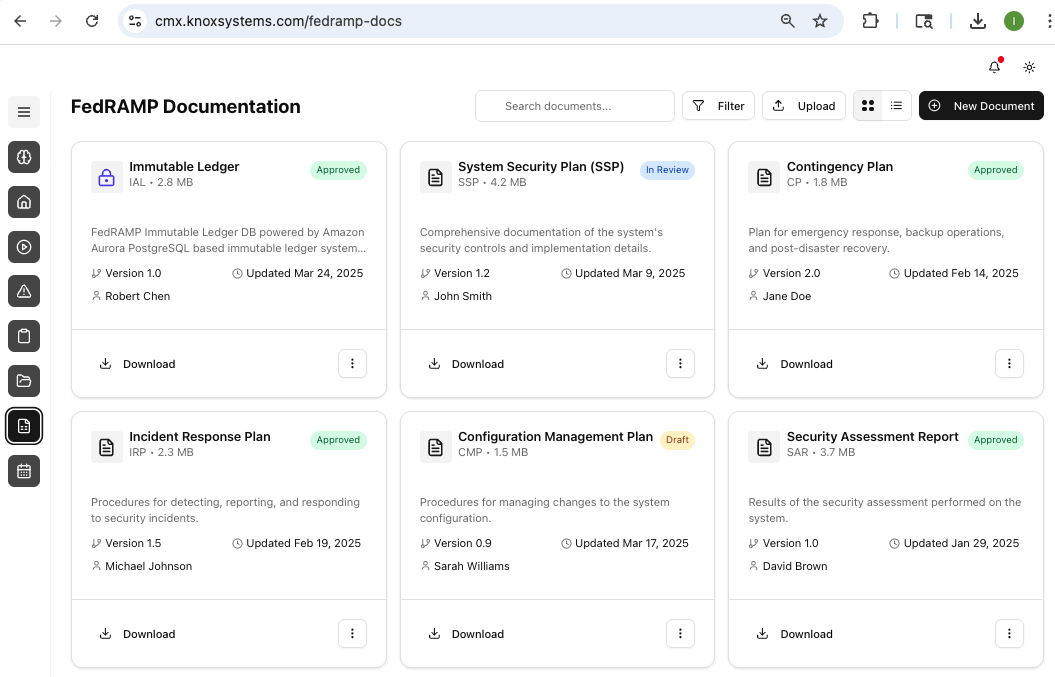 cmx.knoxsystems.com/fedramp-docs
I
FedRAMP Documentation
Search documents...
Filter
Upload
New Document
Immutable Ledger
Approved
IAL • 2.8 MB
FedRAMP Immutable Ledger DB powered by Amazon
Aurora PostgreSQL based immutable ledger system...
Version 1.0
Updated Mar 24, 2025
Robert Chen
Download
System Security Plan (SSP)
In Review
SSP • 4.2 MB
Comprehensive documentation of the system's
security controls and implementation details.
Version 1.2
Updated Mar 9, 2025
John Smith
Download
Contingency Plan
Approved
CP • 1.8 MB
Plan for emergency response, backup operations,
and post-disaster recovery.
Version 2.0
Updated Feb 14, 2025
Jane Doe
Download
Incident Response Plan
Approved
IRP • 2.3 MB
Procedures for detecting, reporting, and responding
to security incidents.
Version 1.5
Updated Feb 19, 2025
Michael Johnson
Download
Configuration Management Plan
Draft
CMP • 1.5 MB
Procedures for managing changes to the system
configuration.
Version 0.9
Updated Mar 17, 2025
Sarah Williams
Download
Security Assessment Report
Approved
SAR • 3.7 MB
Results of the security assessment performed on the
system.
Version 1.0
Updated Jan 29, 2025
David Brown
Download